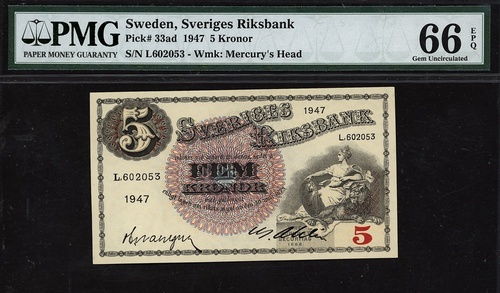 PMG
PAPER MONEY GUARANTY
Sweden, Sveriges Riksbank
Pick# 33ad 1947 5 Kronor
S/N L602053 - Wmk: Mercury's Head
66 EPQ
Gem Uncirculated
5
SVERIGES
RIKSBANK
1947
L.602053
L.602053
FEM
KRONOR
1947
5